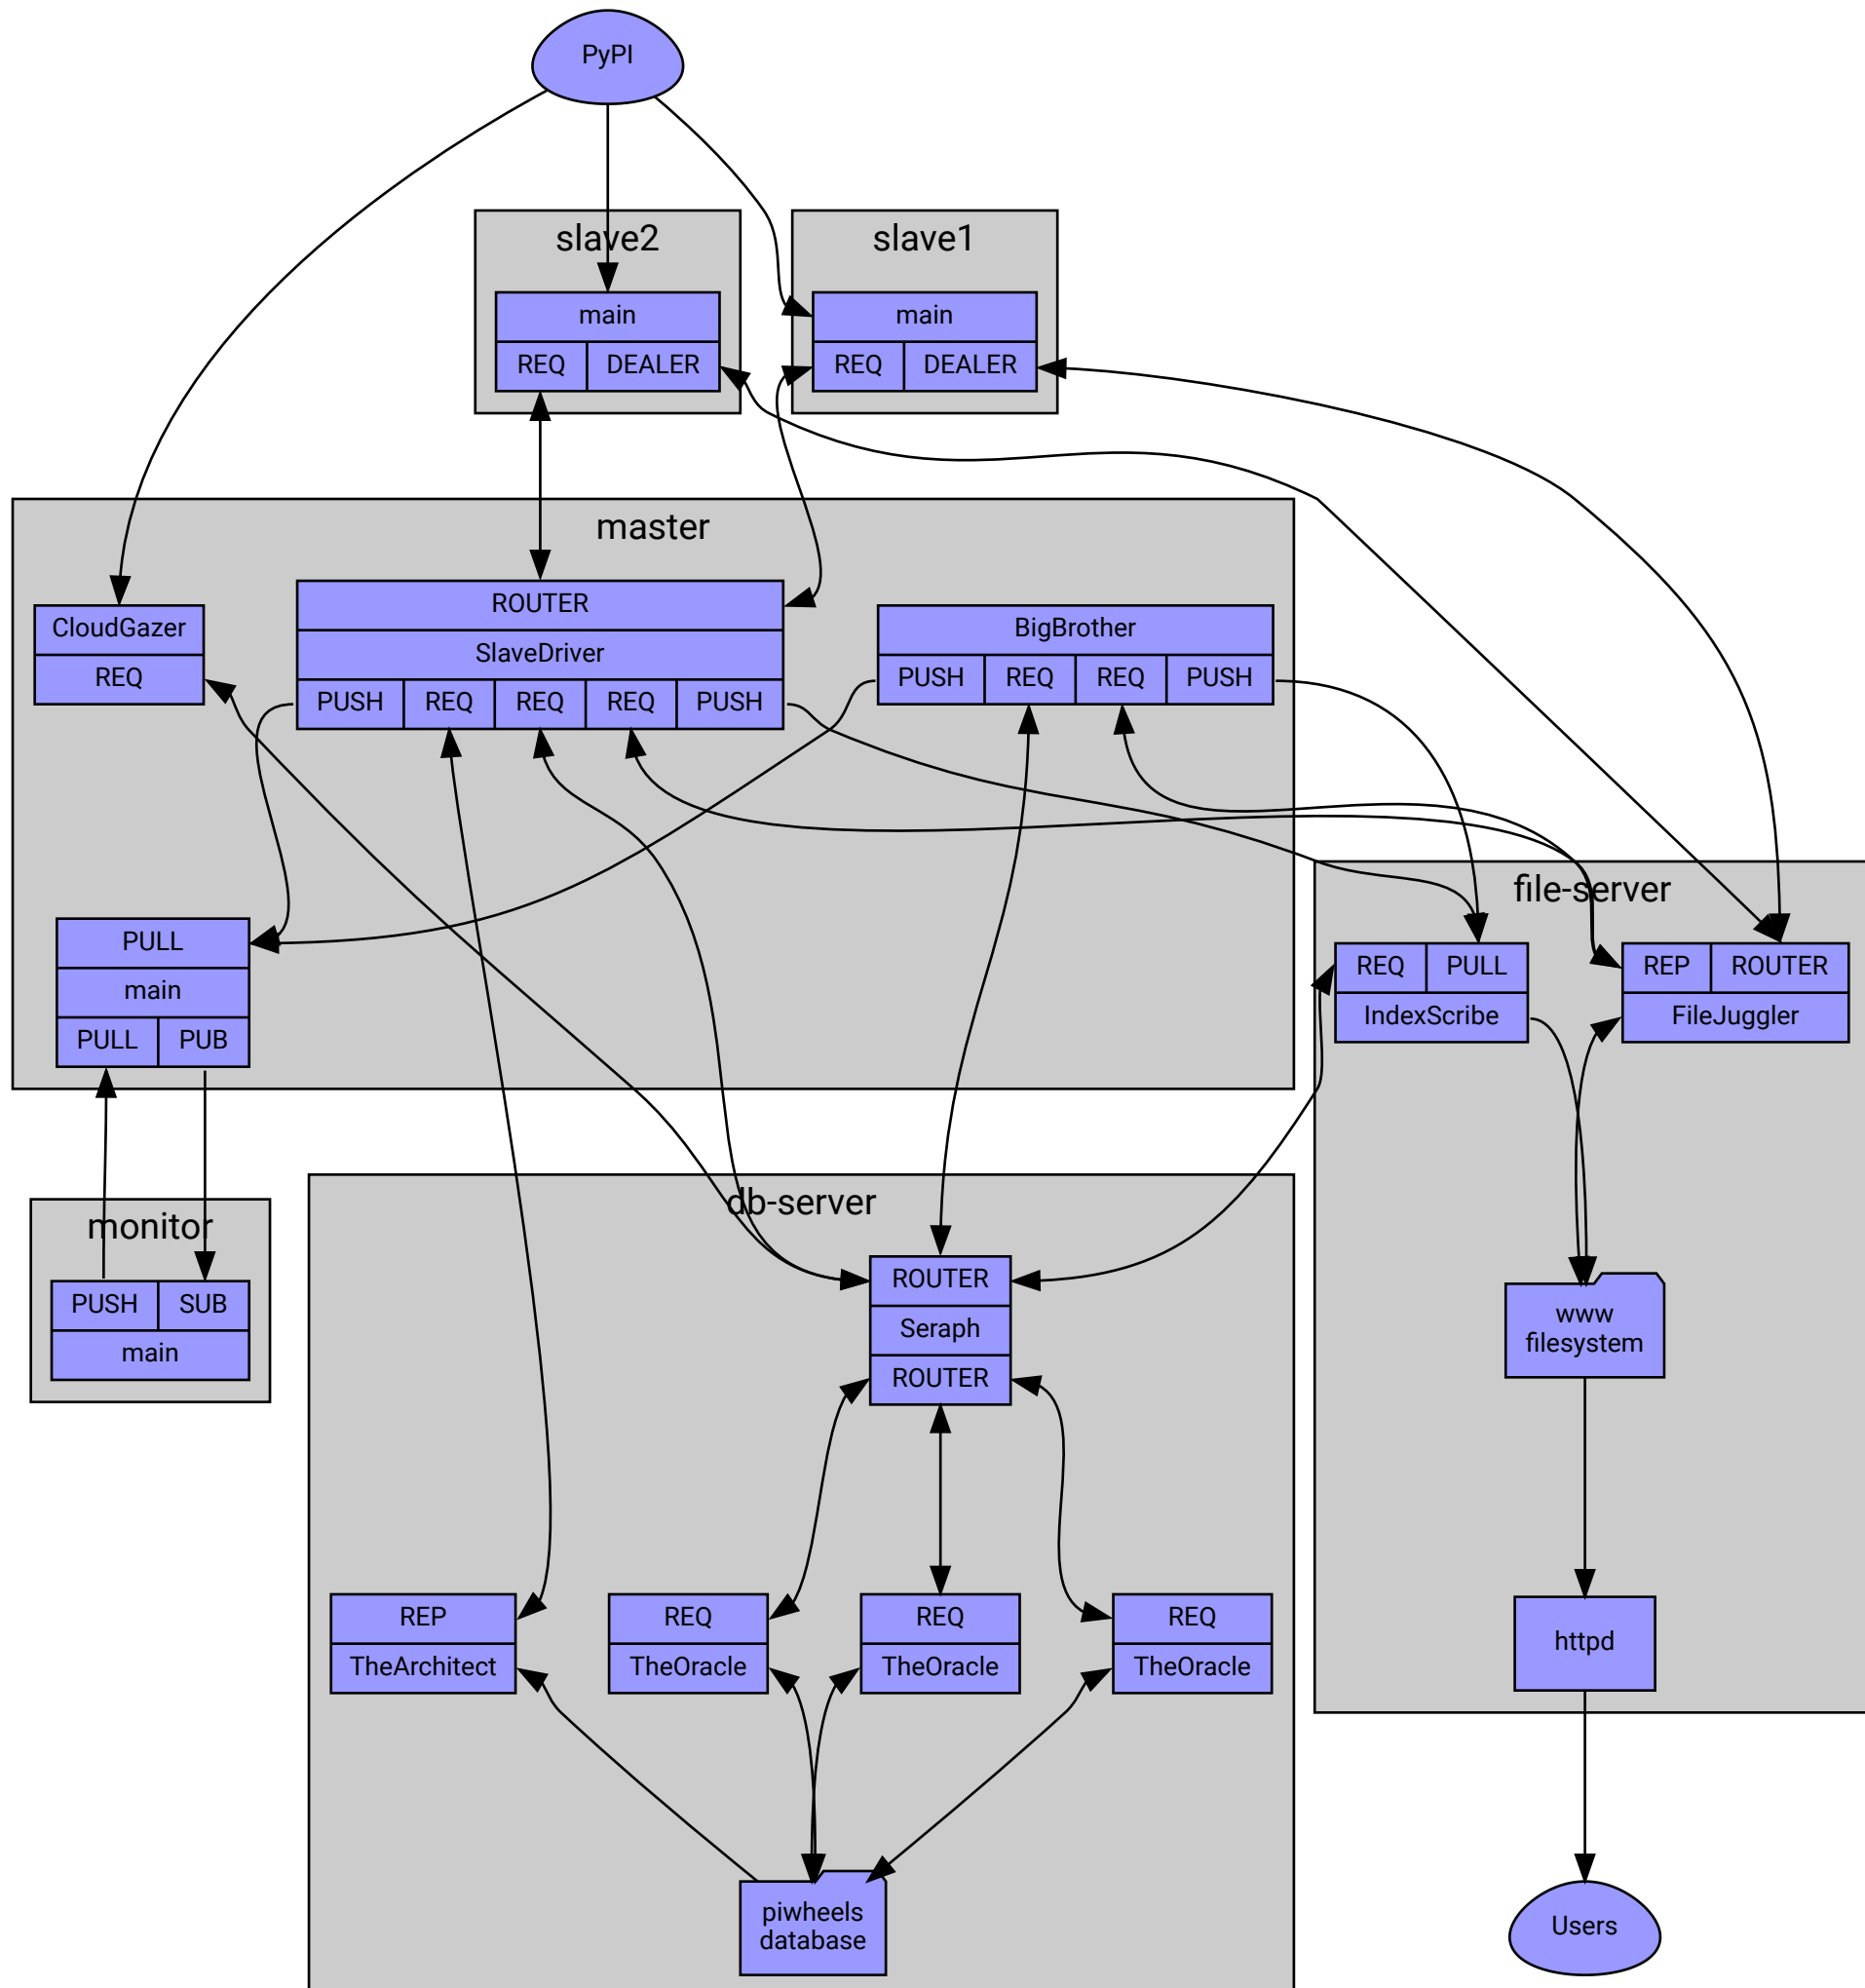 PyPI
slave2
slave1
main
REQ DEALER
main
REQ DEALER
master
CloudGazer
REQ
ROUTER
SlaveDriver
PUSH REQ REQ REQ PUSH
BigBrother
PUSH REQ REQ PUSH
file-server
PULL
main
PULL PUB
REQ PULL
IndexScribe
REP ROUTER
FileJuggler
monitor
PUSH SUB
main
db-server
ROUTER
Seraph
ROUTER
www
filesystem
REP
TheArchitect
REQ
TheOracle
REQ
TheOracle
REQ
TheOracle
httpd
piwheels
database
Users